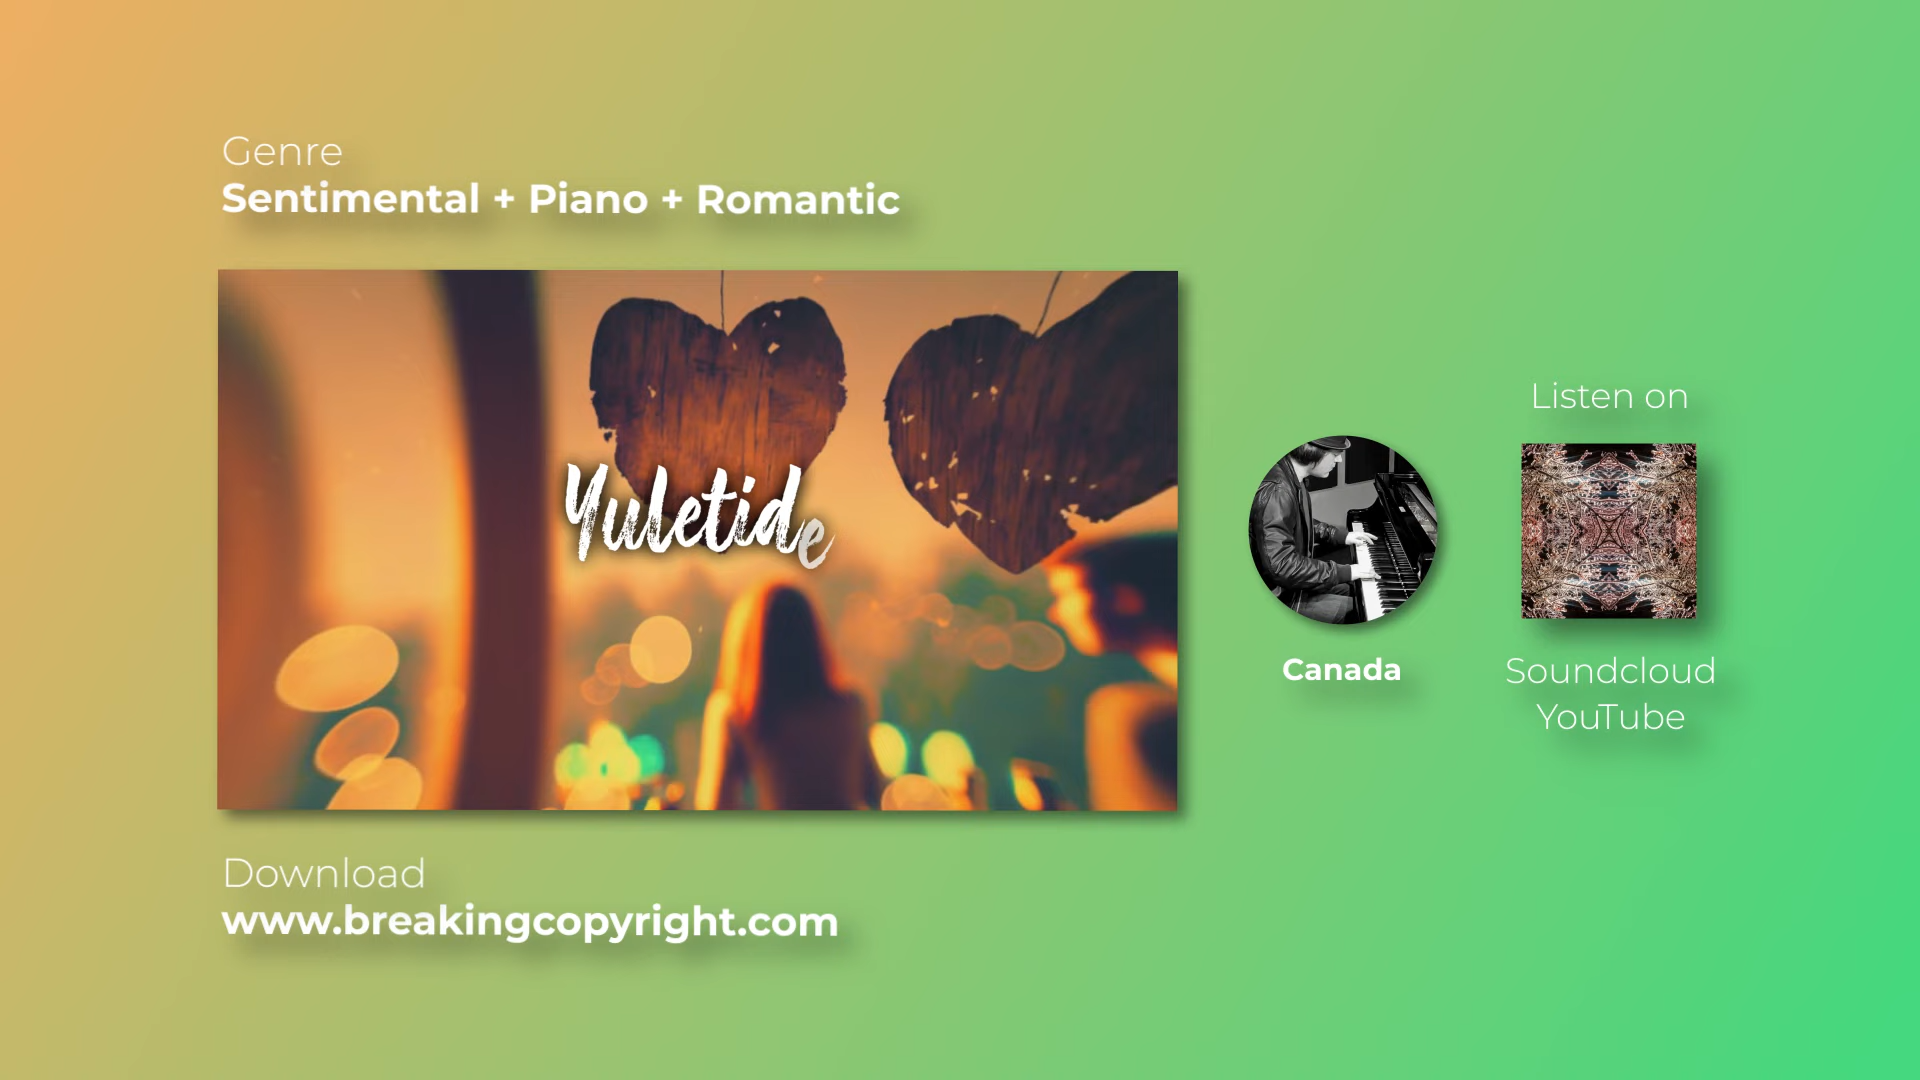 Genre
Sentimental + Piano + Romantic
Yuletide
Listen on
Canada
Soundcloud
YouTube
Download
www.breakingcopyright.com